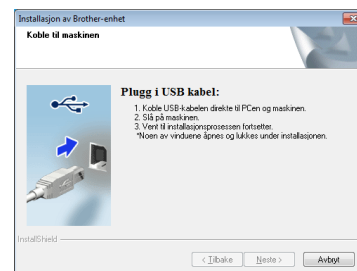 Installasjon av Brother-enhet
Koble til maskinen
Plugg i USB kabel:
1. Koble USB-kabelen direkte til PCen og maskinen.
2. Slå på maskinen.
3. Vent til installasjonsprosessen fortsetter.
*Noen av vinduene åpnes og lukkes under installasjonen.
InstallShield
< Tilbake Neste > Avbryt